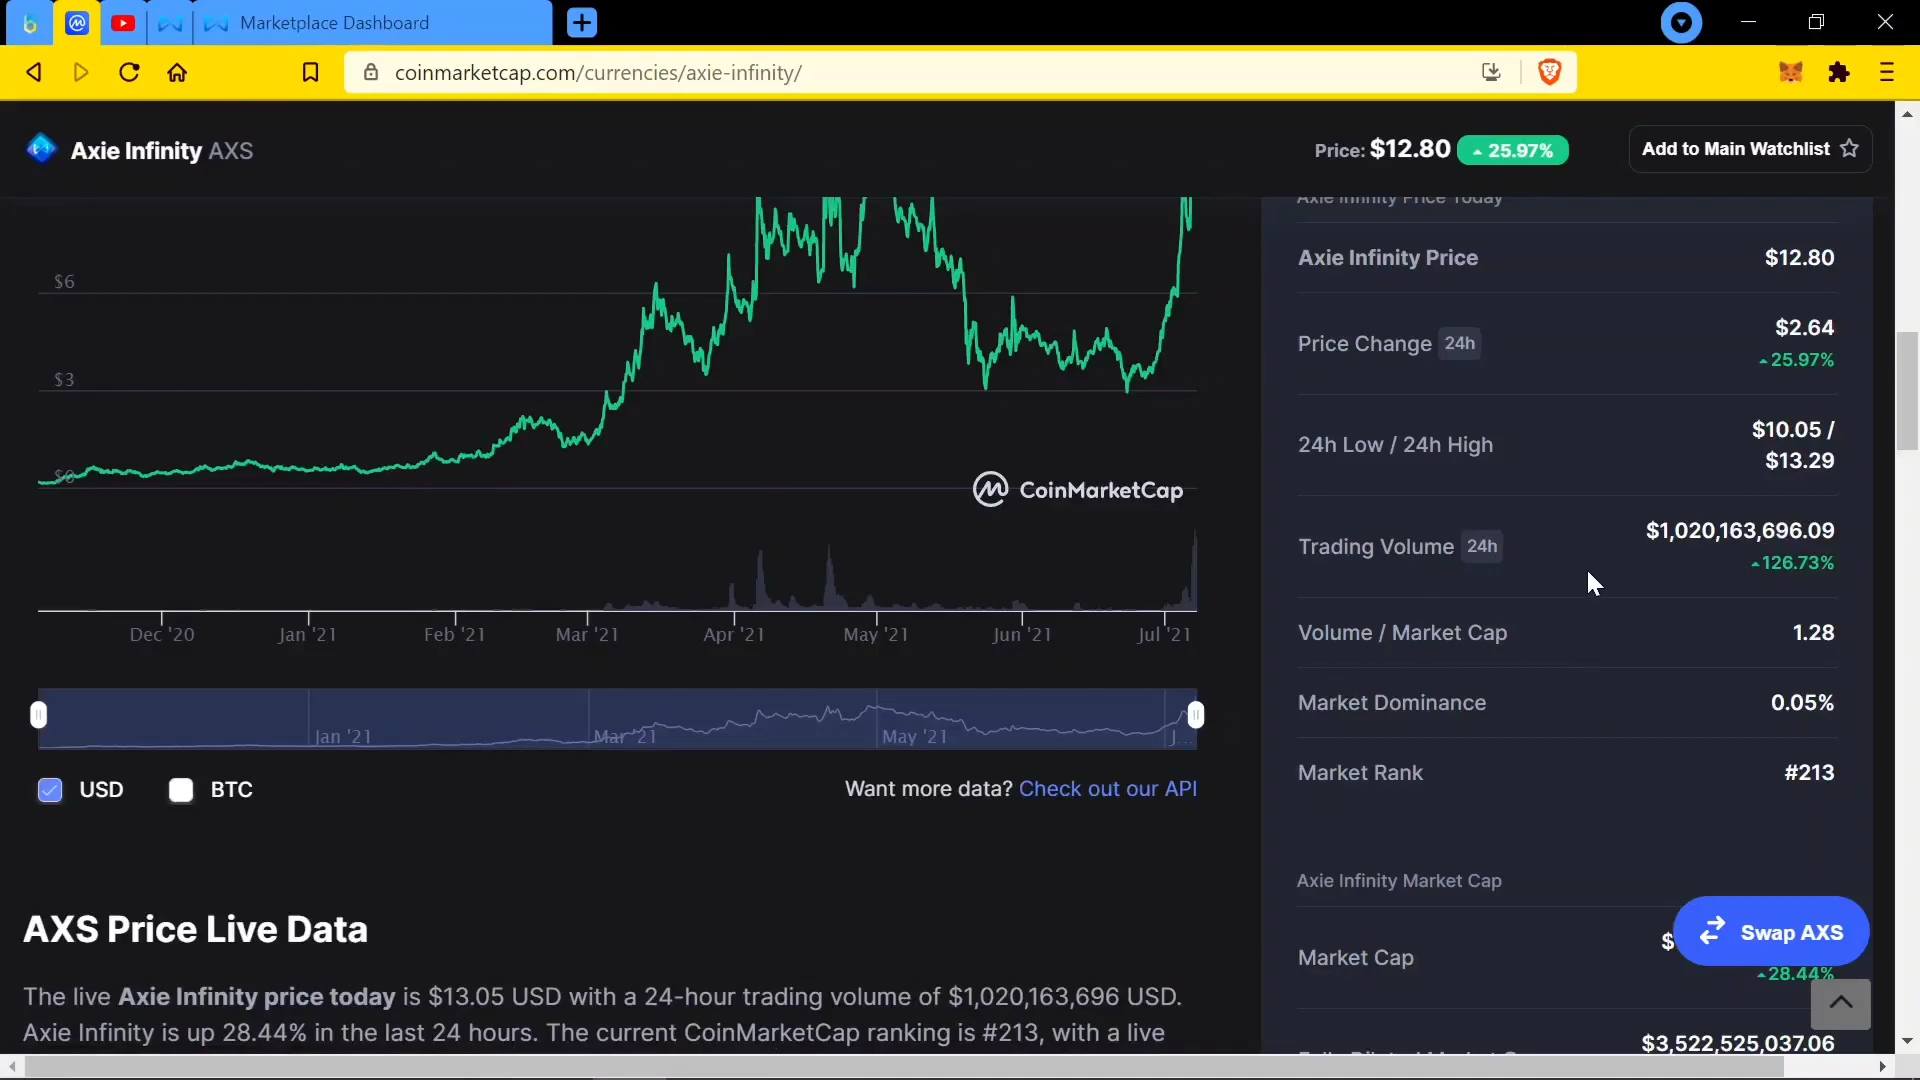 Marketplace Dashboard
coinmarketcap.com/currencies/axie-infinity/
Axie Infinity AXS
Price: $12.80 25.97%
Add to Main Watchlist
Axie Infinity Price Today
$6
$3
$0
CoinMarketCap
Dec '20 Jan '21 Feb '21 Mar '21 Apr '21 May '21 Jun '21 Jul '21
Jan '21 Mar '21 May '21 J...
USD BTC
Want more data? Check out our API
AXS Price Live Data
The live Axie Infinity price today is $13.05 USD with a 24-hour trading volume of $1,020,163,696 USD.
Axie Infinity is up 28.44% in the last 24 hours. The current CoinMarketCap ranking is #213, with a live
Axie Infinity Price $12.80
Price Change 24h $2.64
25.97%
24h Low / 24h High $10.05 /
$13.29
Trading Volume 24h $1,020,163,696.09
126.73%
Volume / Market Cap 1.28
Market Dominance 0.05%
Market Rank #213
Axie Infinity Market Cap
Market Cap $
28.44%
Swap AXS
$3,522,525,037.06